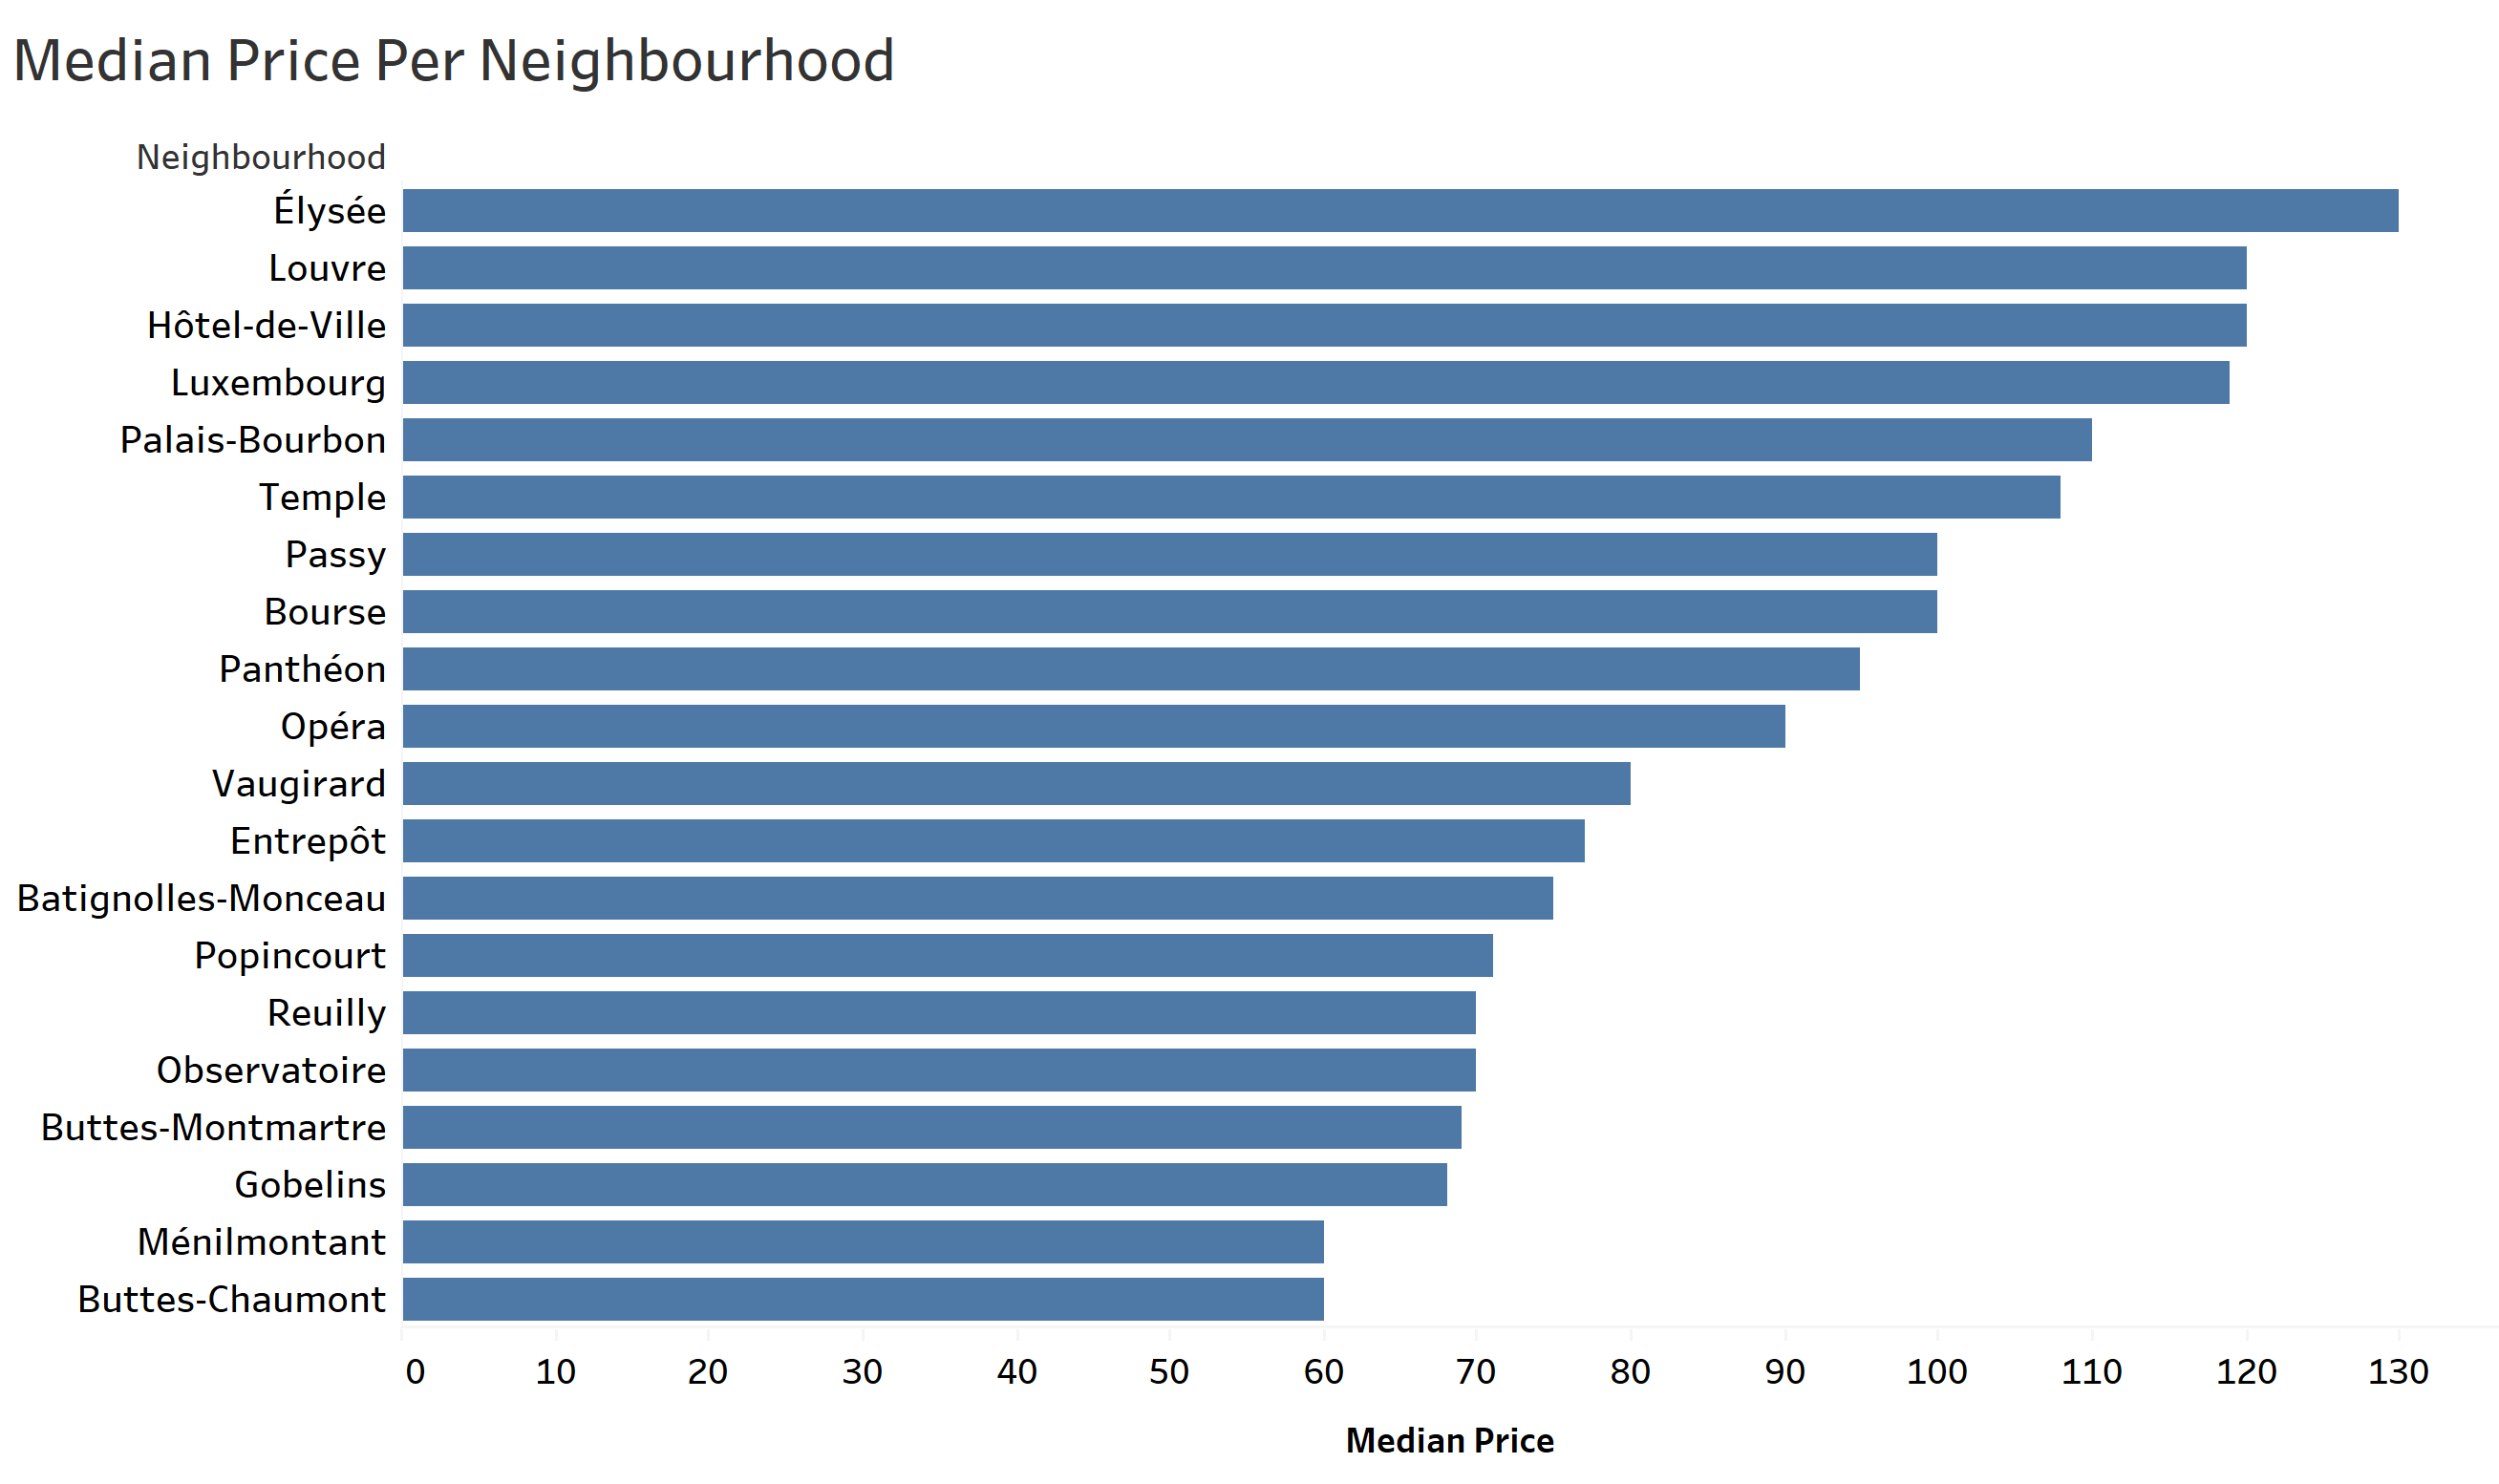 Median Price Per Neighbourhood
Neighbourhood
Élysée
Louvre
Hôtel-de-Ville
Luxembourg
Palais-Bourbon
Temple
Passy
Bourse
Panthéon
Opéra
Vaugirard
Entrepôt
Batignolles-Monceau
Popincourt
Reuilly
Observatoire
Buttes-Montmartre
Gobelins
Ménilmontant
Buttes-Chaumont
0 10 20 30 40 50 60 70 80 90 100 110 120 130
Median Price